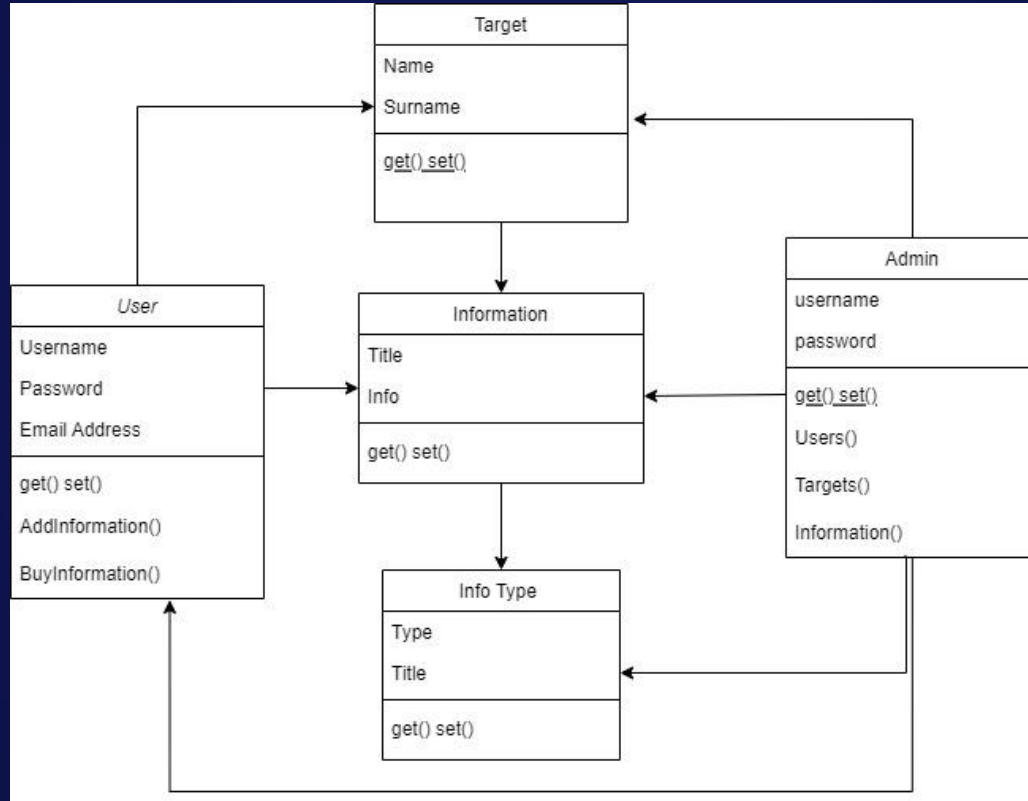 Target
Name
Surname
get() set()
User
Username
Password
Email Address
get() set()
AddInformation()
BuyInformation()
Information
Title
Info
get() set()
Admin
username
password
get() set()
Users()
Targets()
Information()
Info Type
Type
Title
get() set()